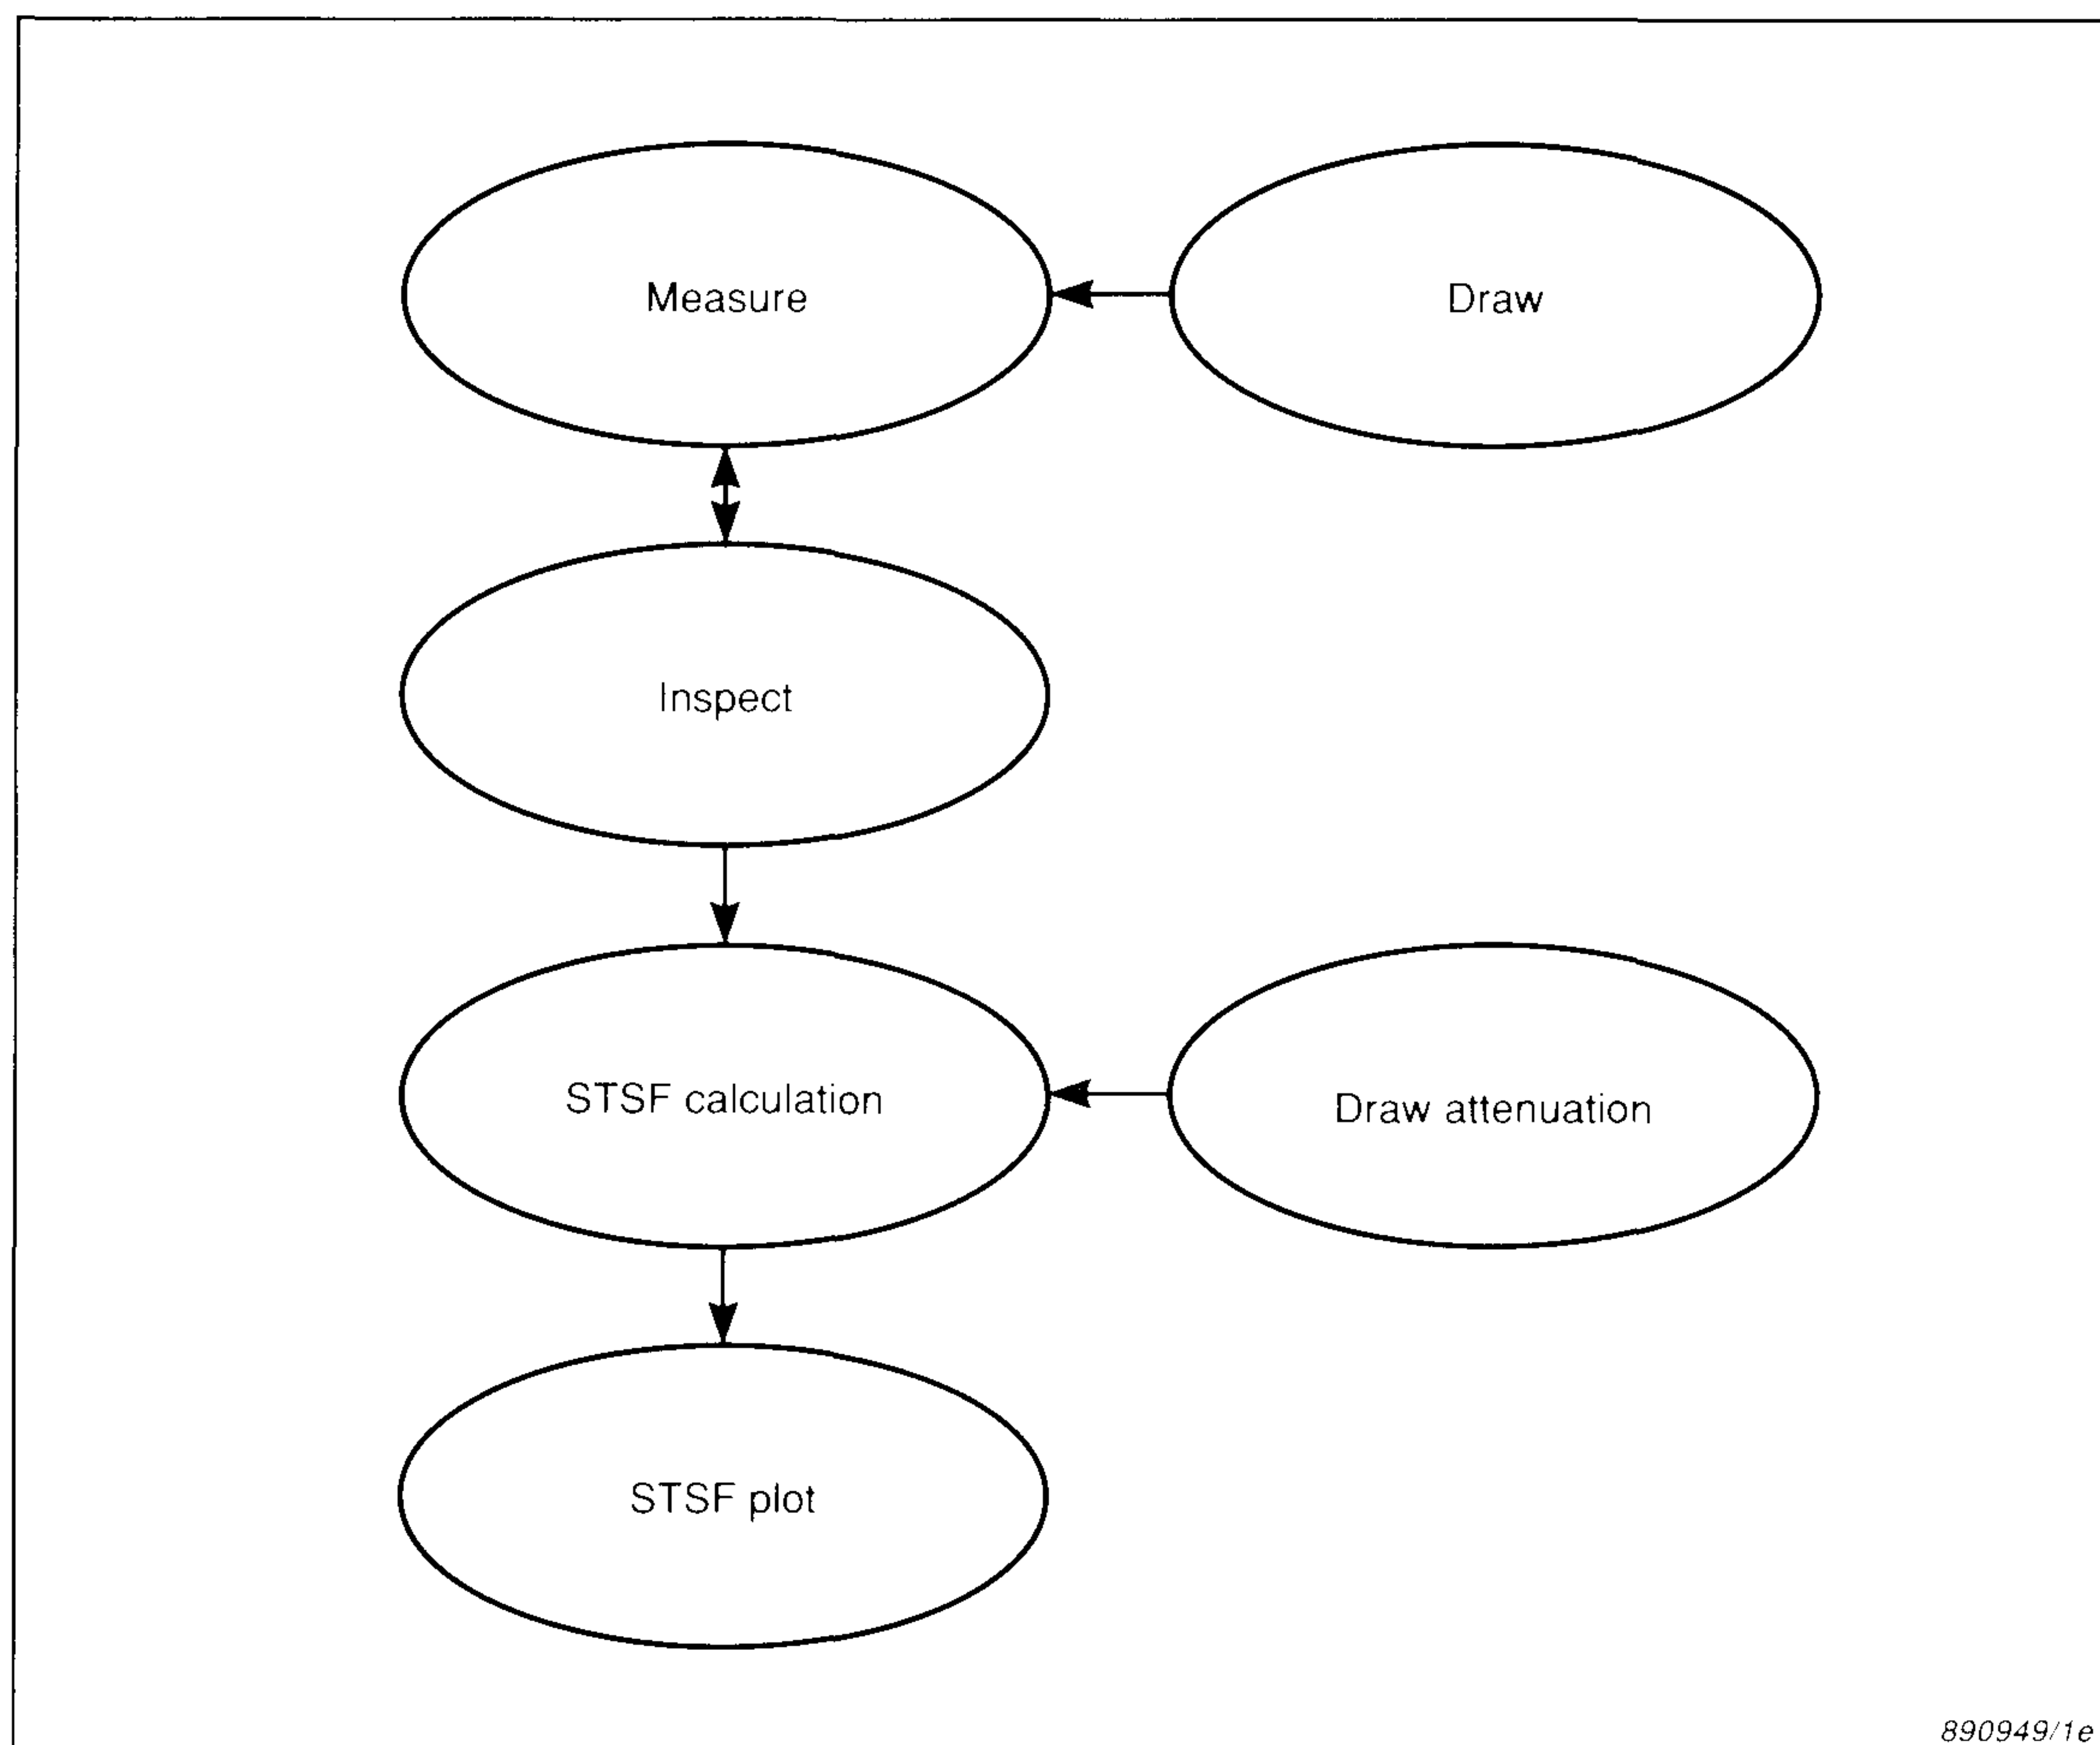 Measure
Draw
Inspect
STSF calculation
Draw attenuation
STSF plot
890949/1e